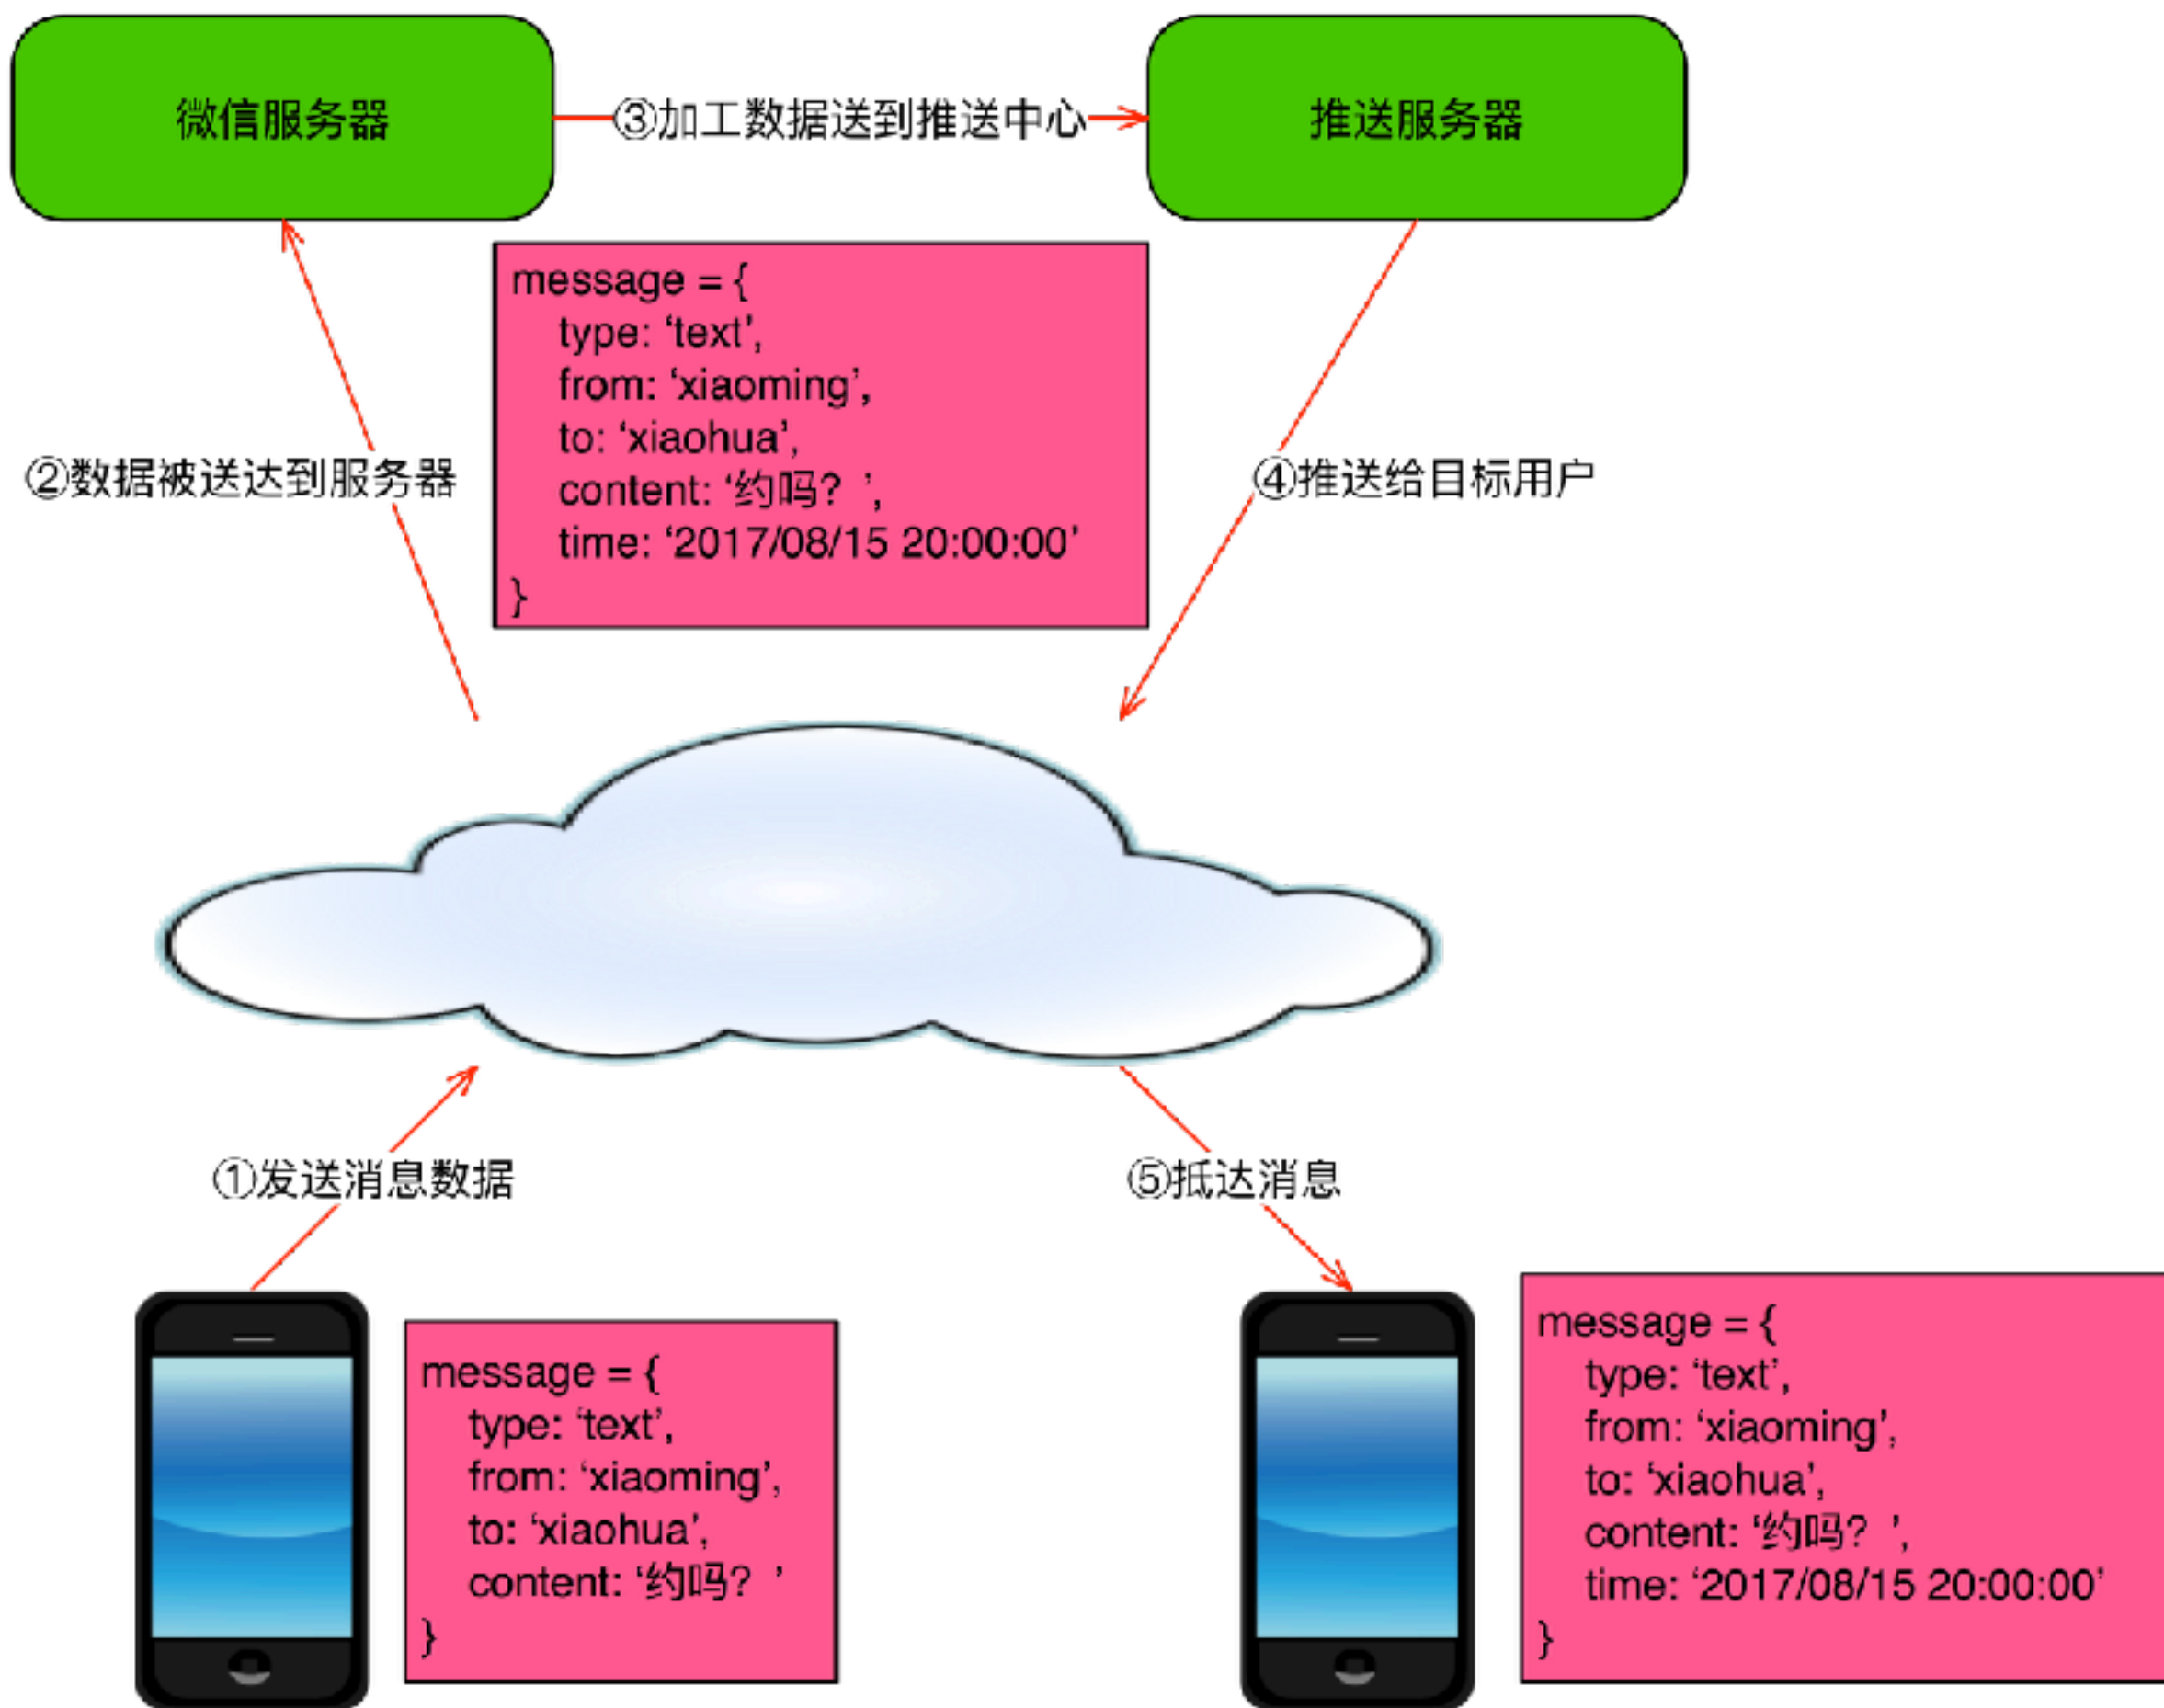 微信服务器
③加工数据送到推送中心
推送服务器
message = {
type: ‘text’,
from: ‘xiaoming’,
to: ‘xiaohua’,
content: ‘约吗？’,
time: ‘2017/08/15 20:00:00’
}
②数据被送达到服务器
④推送给目标用户
①发送消息数据
⑤抵达消息
message = {
type: ‘text’,
from: ‘xiaoming’,
to: ‘xiaohua’,
content: ‘约吗？’
}
message = {
type: ‘text’,
from: ‘xiaoming’,
to: ‘xiaohua’,
content: ‘约吗？’,
time: ‘2017/08/15 20:00:00’
}